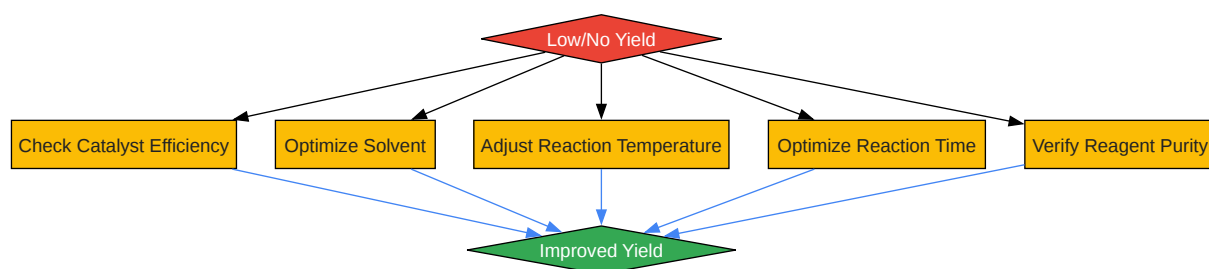 Low/No Yield
Check Catalyst Efficiency
Optimize Solvent
Adjust Reaction Temperature
Optimize Reaction Time
Verify Reagent Purity
Improved Yield